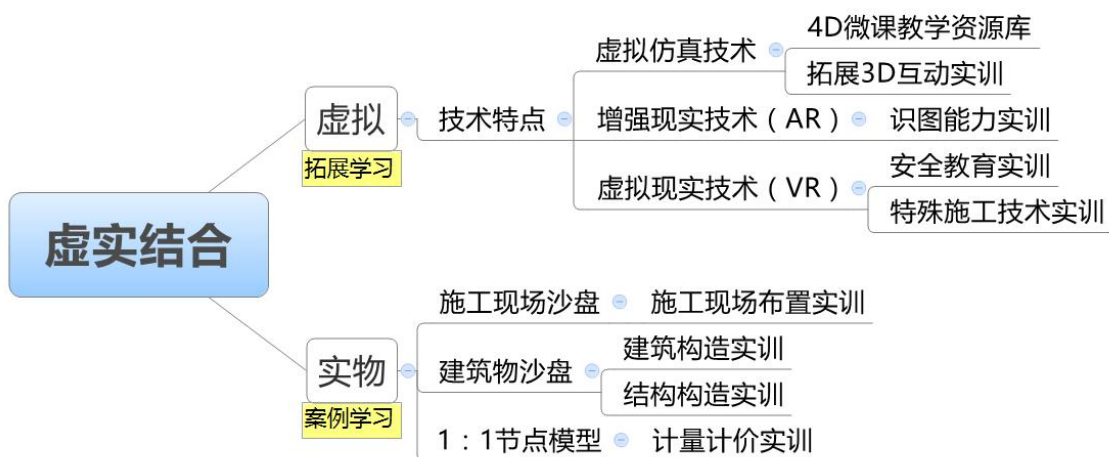 虚实结合
虚拟
拓展学习
技术特点
虚拟仿真技术
4D微课教学资源库
拓展3D互动实训
增强现实技术（AR）
识图能力实训
虚拟现实技术（VR）
安全教育实训
特殊施工技术实训
实物
案例学习
施工现场沙盘
施工现场布置实训
建筑物沙盘
建筑构造实训
结构构造实训
1：1节点模型
计量计价实训